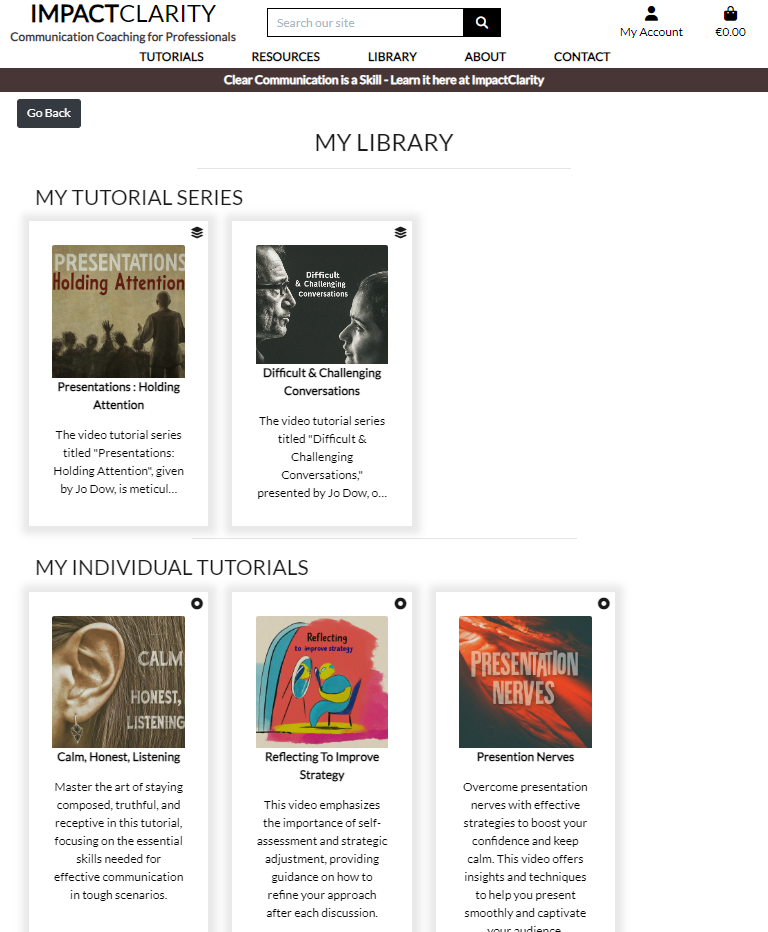 IMPACTCLARITY
Communication Coaching for Professionals
Search our site
My Account
€0.00
TUTORIALS
RESOURCES
LIBRARY
ABOUT
CONTACT
Clear Communication is a Skill - Learn it here at ImpactClarity
Go Back
MY LIBRARY
MY TUTORIAL SERIES
PRESENTATIONS
Holding Attention
Presentations : Holding
Attention
The video tutorial series
titled "Presentations:
Holding Attention", given
by Jo Dow, is meticul...
Difficult
& Challenging
Conversations
Difficult & Challenging
Conversations
The video tutorial series
titled "Difficult &
Challenging
Conversations,"
presented by Jo Dow, o...
MY INDIVIDUAL TUTORIALS
CALM
HONEST,
LISTENING
Calm, Honest, Listening
Master the art of staying
composed, truthful, and
receptive in this tutorial,
focusing on the essential
skills needed for
effective communication
in tough scenarios.
Reflecting
to improve strategy
Reflecting To Improve
Strategy
This video emphasizes
the importance of self-
assessment and strategic
adjustment, providing
guidance on how to
refine your approach
after each discussion.
PRESENTATION
NERVES
Presention Nerves
Overcome presentation
nerves with effective
strategies to boost your
confidence and keep
calm. This video offers
insights and techniques
to help you present
smoothly and captivate
your audience.